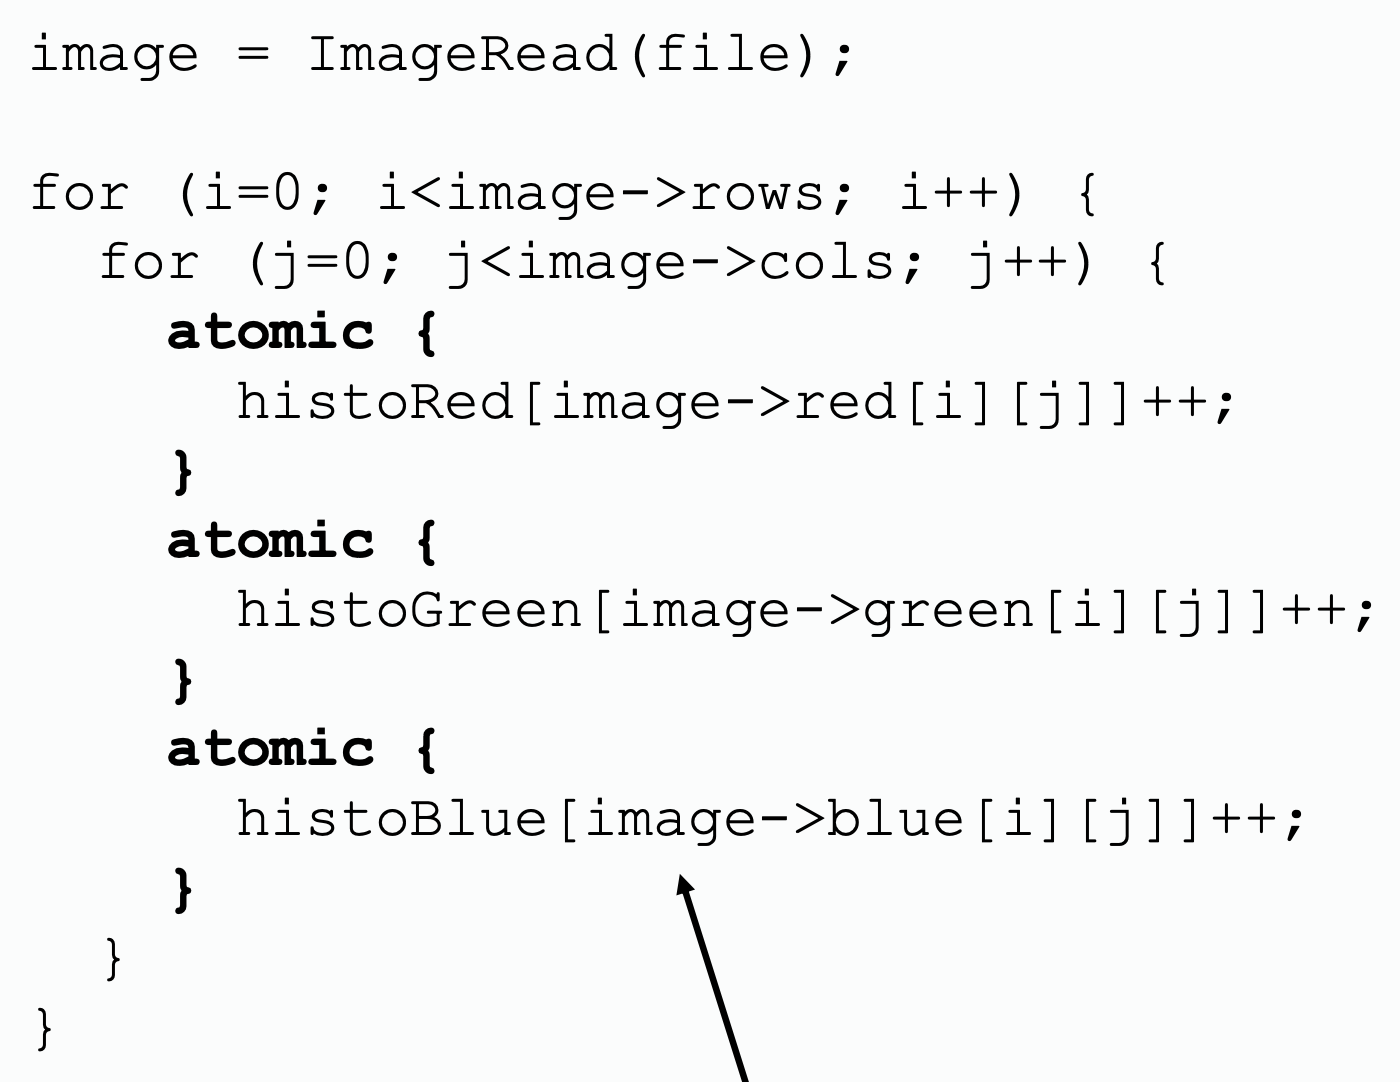 image = ImageRead(file);
for (i=0; i<image->rows; i++) {
for (j=0; j<image->cols; j++) {
atomic {
histoRed[image->red[i][j]]++;
}
atomic {
histoGreen[image->green[i][j]]++;
}
atomic {
histoBlue[image->blue[i][j]]++;
}
}
}